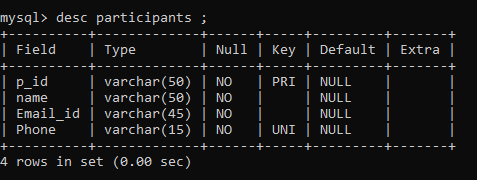 mysql> desc participants ;
+----------+-------------+------+-----+---------+-------+
| Field    | Type        | Null | Key | Default | Extra |
+----------+-------------+------+-----+---------+-------+
| p_id     | varchar(50) | NO   | PRI | NULL    |       |
| name     | varchar(50) | NO   |     | NULL    |       |
| Email_id | varchar(45) | NO   |     | NULL    |       |
| Phone    | varchar(15) | NO   | UNI | NULL    |       |
+----------+-------------+------+-----+---------+-------+
4 rows in set (0.00 sec)